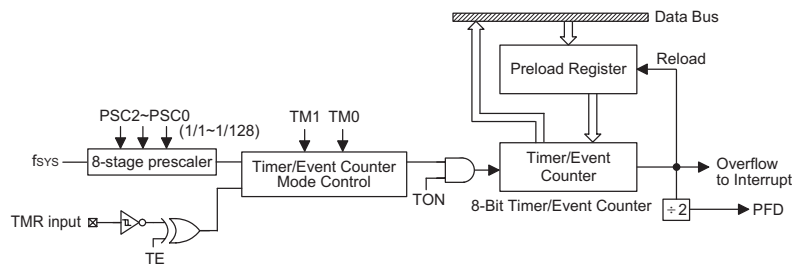 Data Bus
Preload Register
Reload
PSC2~PSC0
(1/1~1/128)
TM1 TM0
fSYS
8-stage prescaler
Timer/Event Counter
Mode Control
TON
Timer/Event
Counter
8-Bit Timer/Event Counter
Overflow
to Interrupt
÷2
PFD
TMR input
TE